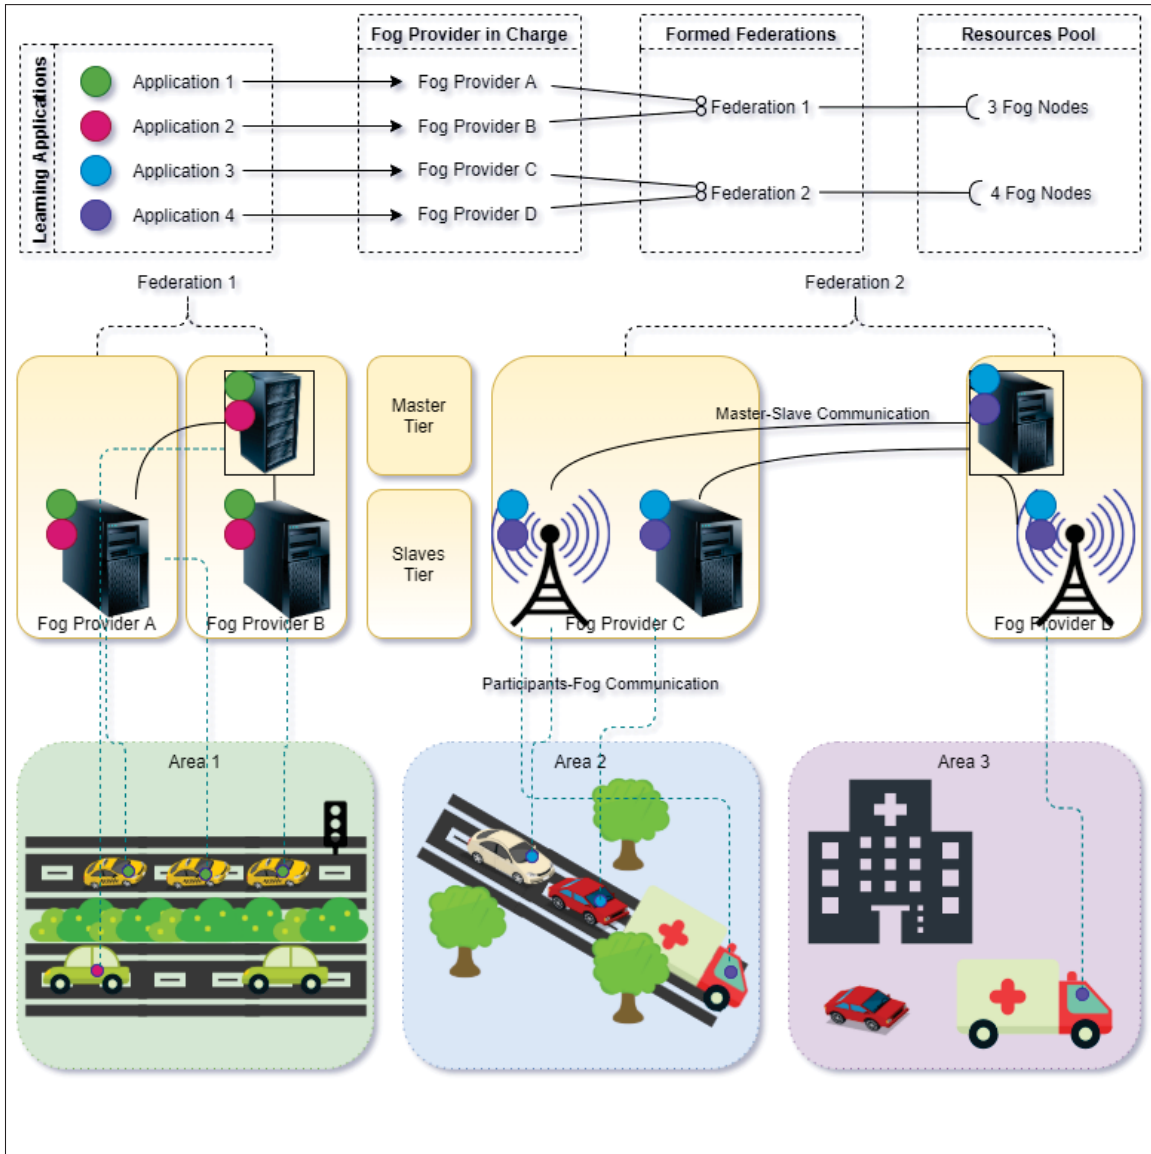 Fog Provider in Charge
Formed Federations
Resources Pool
Learning Applications
Application 1
Fog Provider A
Federation 1
3 Fog Nodes
Application 2
Fog Provider B
Application 3
Fog Provider C
Federation 2
4 Fog Nodes
Application 4
Fog Provider D
Federation 1
Federation 2
Master
Tier
Master-Slave Communication
Slaves
Tier
Fog Provider A
Fog Provider B
Fog Provider C
Fog Provider D
Participants-Fog Communication
Area 1
Area 2
Area 3